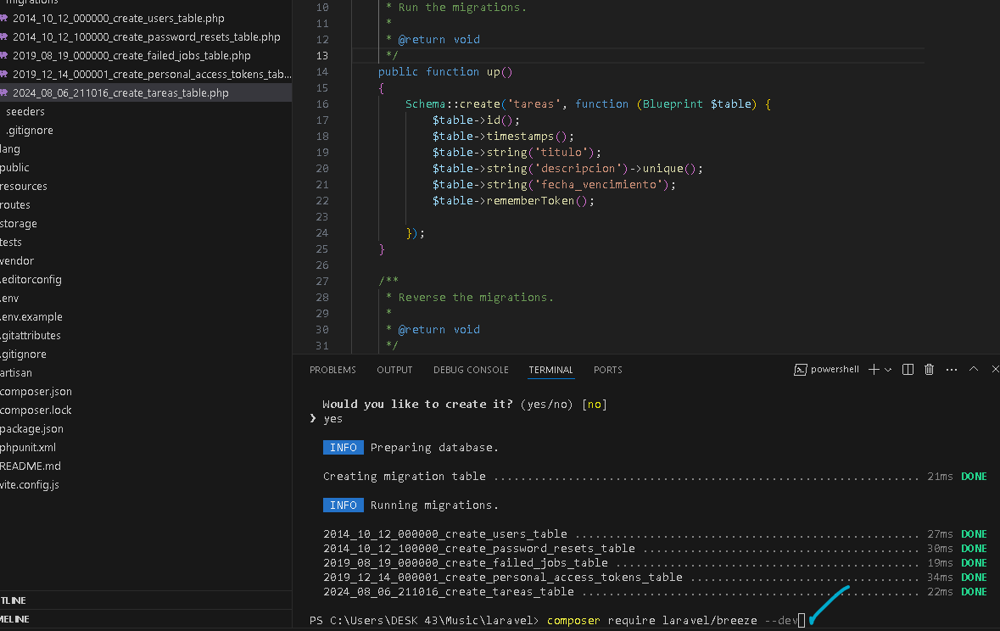 migrations
2014_10_12_000000_create_users_table.php
2014_10_12_100000_create_password_resets_table.php
2019_08_19_000000_create_failed_jobs_table.php
2019_12_14_000001_create_personal_access_tokens_tab...
2024_08_06_211016_create_tareas_table.php
seeders
.gitignore
lang
public
resources
routes
storage
tests
vendor
.editorconfig
.env
.env.example
.gitattributes
.gitignore
artisan
composer.json
composer.lock
package.json
phpunit.xml
README.md
vite.config.js
TLINE
MELINE
10 * Run the migrations.
11 *
12 * @return void
13 */
14 public function up()
15 {
16 Schema::create('tareas', function (Blueprint $table) {
17 $table->id();
18 $table->timestamps();
19 $table->string('titulo');
20 $table->string('descripcion')->unique();
21 $table->string('fecha_vencimiento');
22 $table->rememberToken();
23
24 });
25 }
26
27 /**
28 * Reverse the migrations.
29 *
30 * @return void
31 */
PROBLEMS OUTPUT DEBUG CONSOLE TERMINAL PORTS powershell
Would you like to create it? (yes/no) [no]
❯ yes
INFO Preparing database.
Creating migration table ............................................................... 21ms DONE
INFO Running migrations.
2014_10_12_000000_create_users_table ................................................... 27ms DONE
2014_10_12_100000_create_password_resets_table ......................................... 30ms DONE
2019_08_19_000000_create_failed_jobs_table ............................................. 19ms DONE
2019_12_14_000001_create_personal_access_tokens_table .................................. 34ms DONE
2024_08_06_211016_create_tareas_table .................................................. 22ms DONE
PS C:\Users\DESK 43\Music\laravel> composer require laravel/breeze --dev